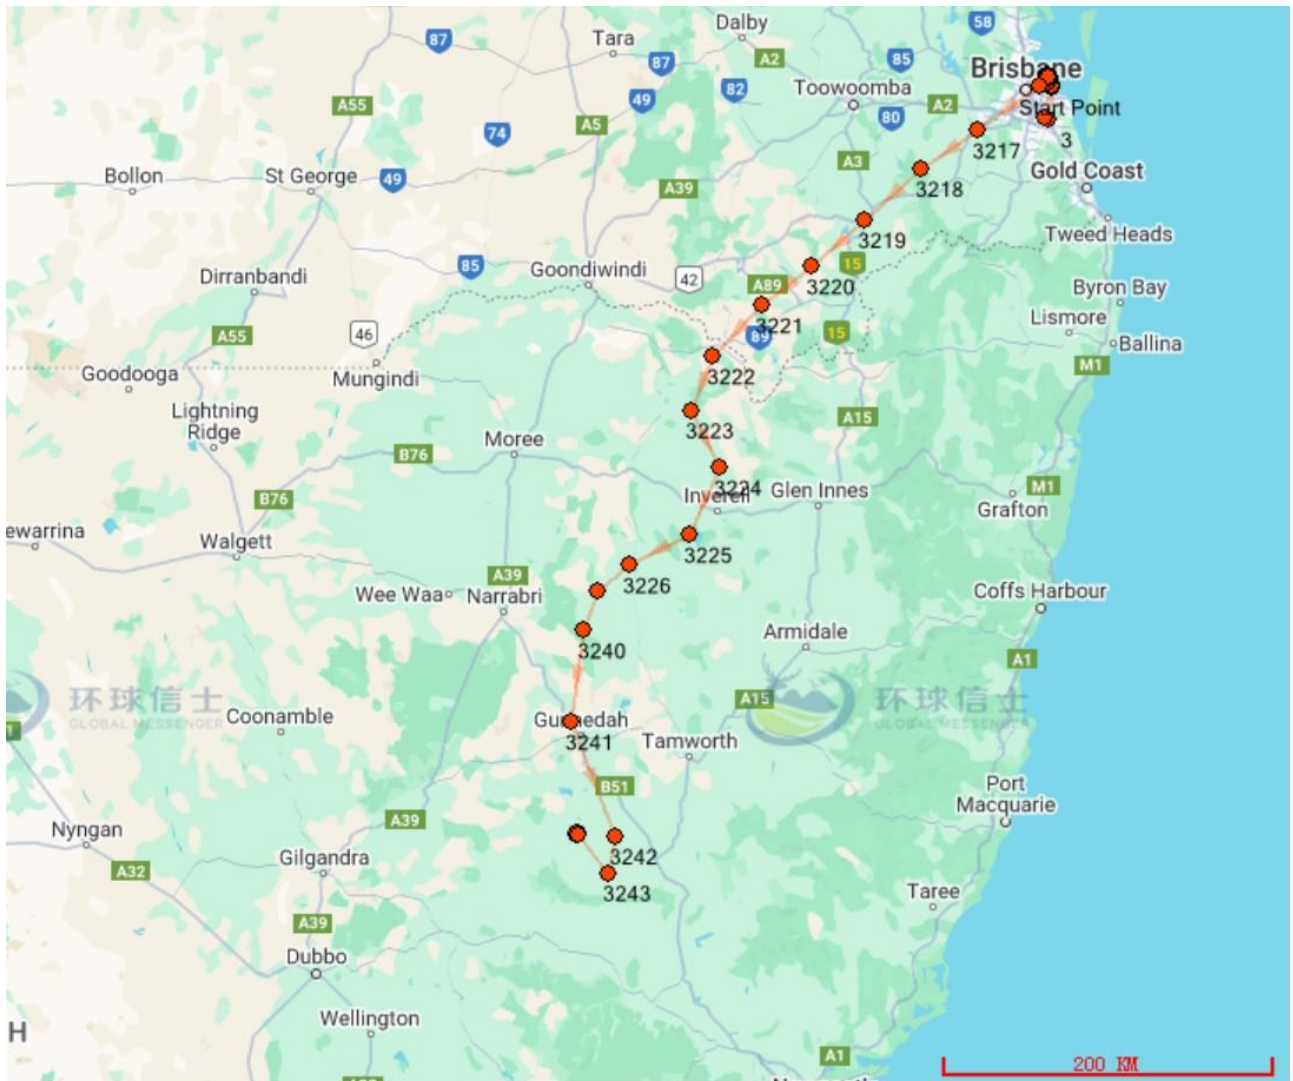 58
Dalby
Tara
87
87
A2
85
Brisbane
Toowoomba
82
49
A55
A2
Start Point
A5
80
3
74
3217
A3
Gold Coast
Bollon
St George
49
A39
3218
Tweed Heads
3219
85
Goondiwindi
15
42
Dirranbandi
3220
A89
Byron Bay
Lismore
3221
46
A55
89
15
Ballina
M1
Goodooga
Mungindi
3222
Lightning
Ridge
A15
3223
Moree
B76
3224
Inverell
Glen Innes
M1
B76
Grafton
ewarrina
Walgett
3225
A39
3226
Wee Waa
Narrabri
Coffs Harbour
Armidale
3240
A1
环球信士
GLOBAL MESSENGER
A15
环球信士
GLOBAL MESSENGER
Coonamble
Gunnedah
3241
Tamworth
B51
Port
Macquarie
A39
Nyngan
3242
Gilgandra
A32
3243
Taree
A39
Dubbo
Wellington
H
A1
200 KM